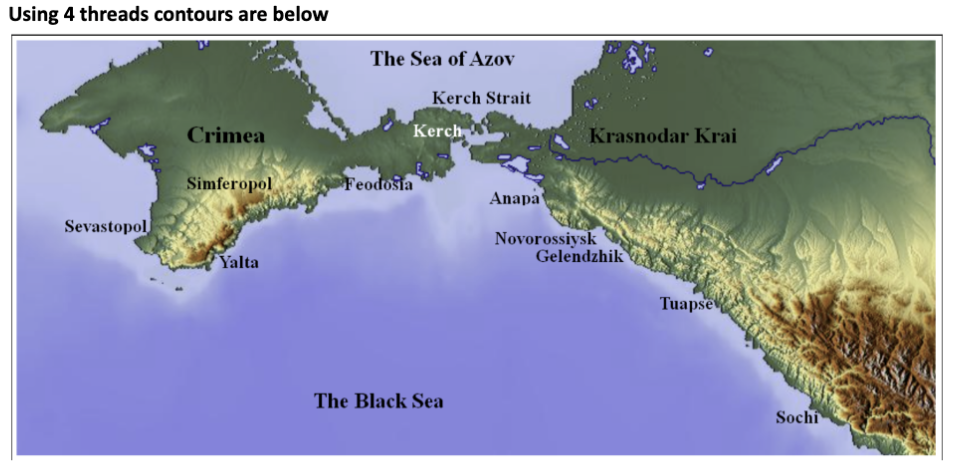 Using 4 threads contours are below
The Sea of Azov
Kerch Strait
Kerch
Crimea
Krasnodar Krai
Simferopol
Feodosia
Anapa
Sevastopol
Novorossiysk
Gelendzhik
Yalta
Tuapse
The Black Sea
Sochi